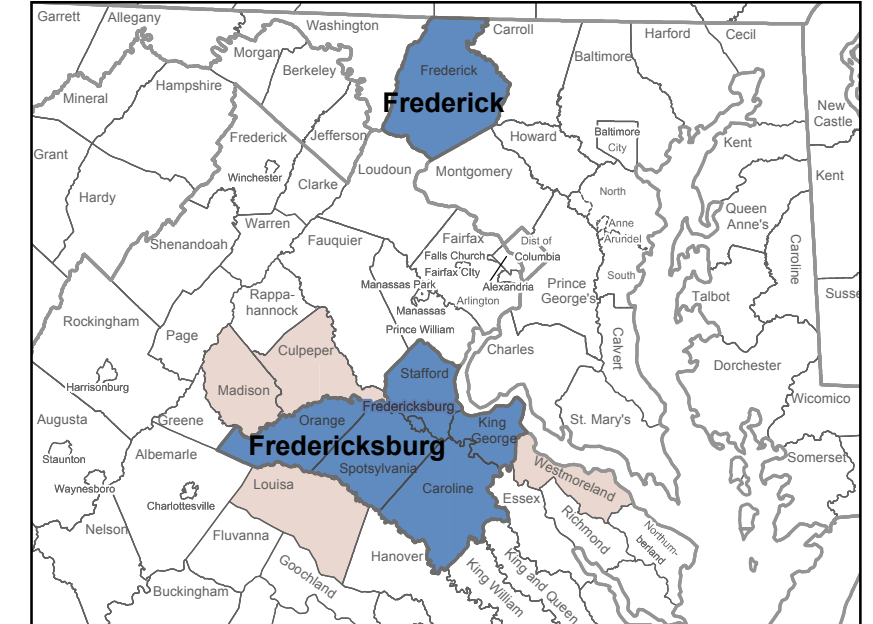 Garrett
Allegany
Washington
Carroll
Harford
Cecil
Morgan
Baltimore
Berkeley
Frederick
Hampshire
Mineral
Frederick
New
Castle
Frederick
Jefferson
Howard
Baltimore
City
Kent
Grant
Loudoun
Montgomery
Winchester
Clarke
Kent
Hardy
North
Queen
Anne's
Warren
Anne
Arundel
Shenandoah
Fauquier
Fairfax
Dist of
Columbia
Caroline
Falls Church
Fairfax City
South
Manassas Park
Alexandria
Prince
George's
Rappa-
hannock
Arlington
Talbot
Susse
Manassas
Rockingham
Prince William
Page
Calvert
Culpeper
Charles
Dorchester
Stafford
Harrisonburg
Madison
Wicomico
Fredericksburg
Augusta
Greene
Orange
King
George
St. Mary's
Fredericksburg
Albemarle
Staunton
Somerset
Spotsylvania
Westmoreland
Waynesboro
Louisa
Caroline
Essex
Charlottesville
Richmond
Nelson
Fluvanna
Northum-
berland
Hanover
Goochland
King and Queen
King William
Buckingham